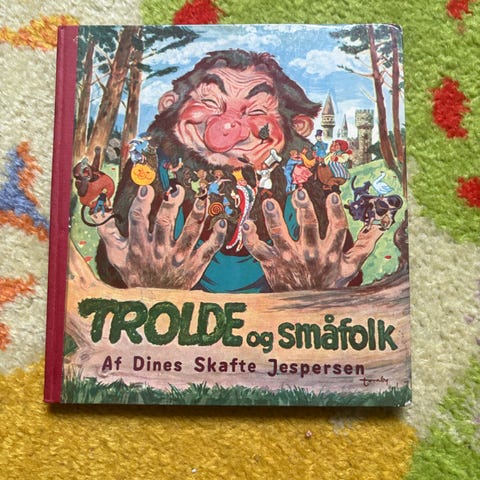 TROLDE og småfolk
Af Dines Skafte Jespersen